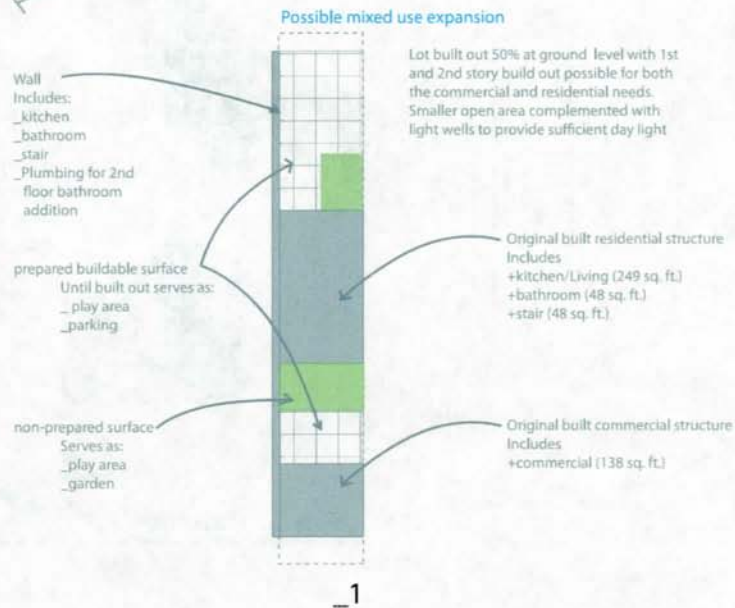 Possible mixed use expansion
Lot built out 50% at ground level with 1st
and 2nd story build out possible for both
the commercial and residential needs.
Smaller open area complemented with
light wells to provide sufficient day light
Wall
Includes:
_kitchen
_bathroom
_stair
_Plumbing for 2nd
floor bathroom
addition
prepared buildable surface
Until built out serves as:
_ play area
_parking
non-prepared surface
Serves as:
_play area
_garden
Original built residential structure
Includes
+kitchen/Living (249 sq. ft.)
+bathroom (48 sq. ft.)
+stair (48 sq. ft.)
Original built commercial structure
Includes
+commercial (138 sq. ft.)
_1